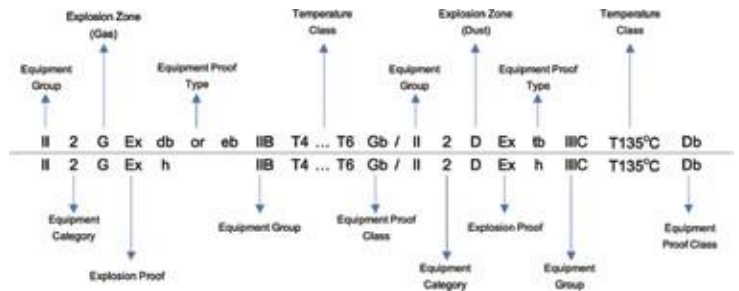 Explosion Zone
(Gas)
Temperature
Class
Explosion Zone
(Dust)
Temperature
Class
Equipment
Group
Equipment Proof
Type
Equipment
Group
Equipment Proof
Type
II 2 G Ex db or eb IIB T4 ... T6 Gb / II 2 D Ex tb IIIC T135°C Db
II 2 G Ex h IIB T4 ... T6 Gb / II 2 D Ex h IIIC T135°C Db
Equipment
Category
Explosion Proof
Equipment Group
Equipment Proof
Class
Equipment
Category
Explosion Proof
Equipment
Group
Equipment
Proof Class